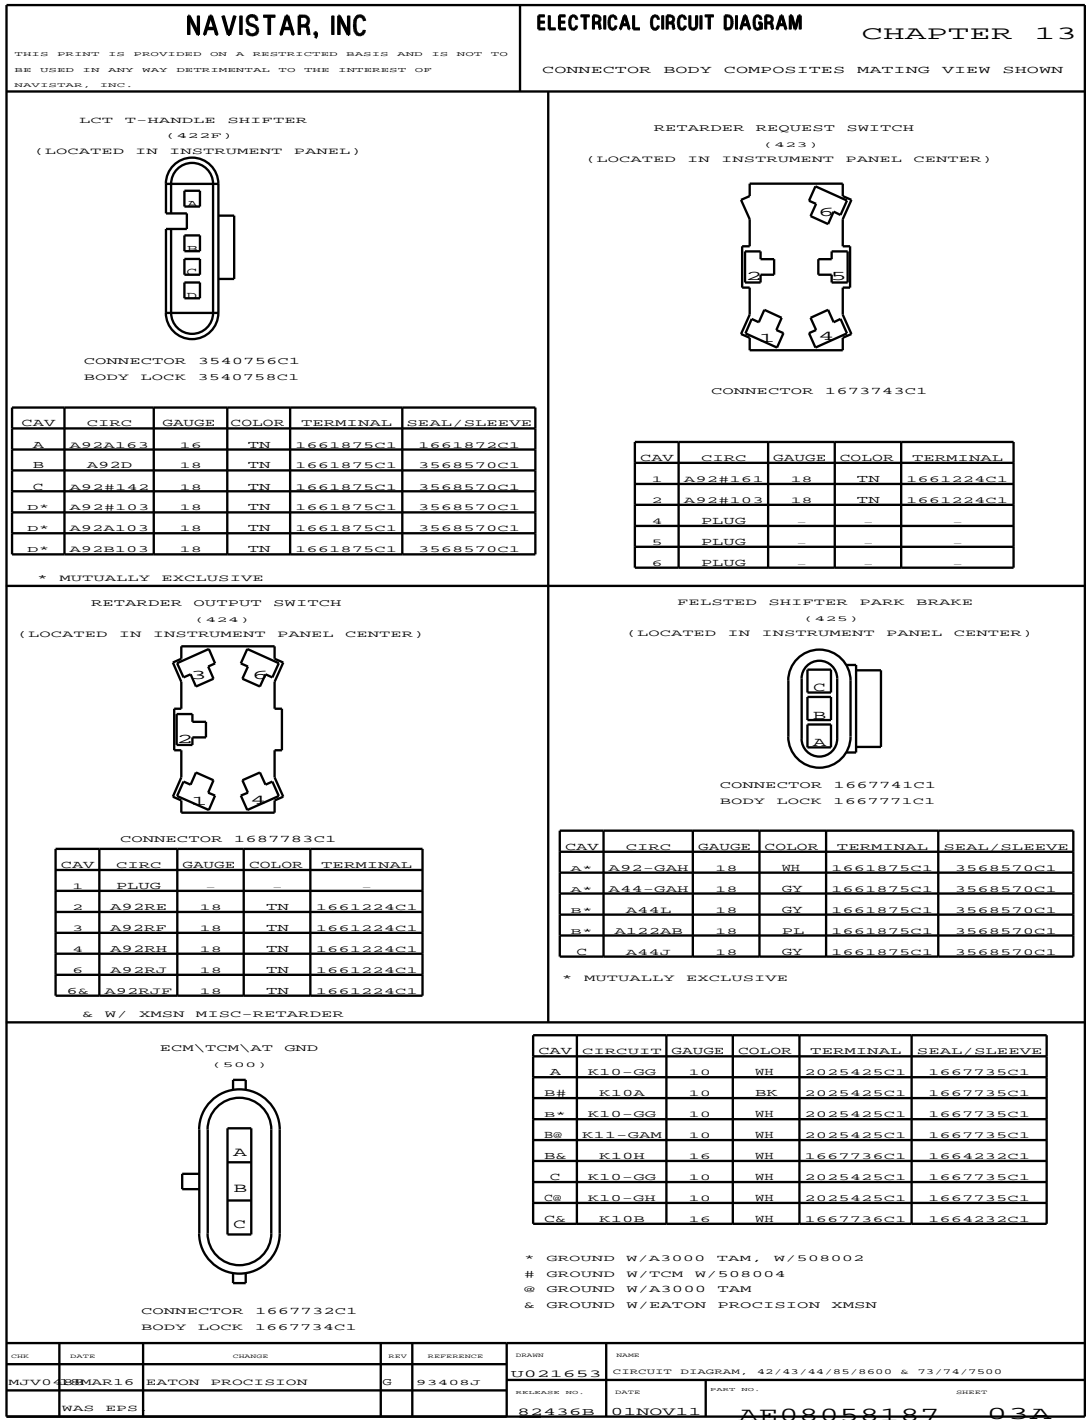 NAVISTAR, INC
THIS PRINT IS PROVIDED ON A RESTRICTED BASIS AND IS NOT TO
BE USED IN ANY WAY DETRIMENTAL TO THE INTEREST OF
NAVISTAR, INC.
ELECTRICAL CIRCUIT DIAGRAM
CHAPTER 13
CONNECTOR BODY COMPOSITES MATING VIEW SHOWN
LCT T-HANDLE SHIFTER
(422F)
(LOCATED IN INSTRUMENT PANEL)
A
B
C
D
CONNECTOR 3540756C1
BODY LOCK 3540758C1
CAV CIRC GAUGE COLOR TERMINAL SEAL/SLEEVE
A A92A163 16 TN 1661875C1 1661872C1
B A92D 18 TN 1661875C1 3568570C1
C A92#142 18 TN 1661875C1 3568570C1
D* A92#103 18 TN 1661875C1 3568570C1
D* A92A103 18 TN 1661875C1 3568570C1
D* A92B103 18 TN 1661875C1 3568570C1
* MUTUALLY EXCLUSIVE
RETARDER REQUEST SWITCH
(423)
(LOCATED IN INSTRUMENT PANEL CENTER)
6
2 5
1 4
CONNECTOR 1673743C1
CAV CIRC GAUGE COLOR TERMINAL
1 A92#161 18 TN 1661224C1
2 A92#103 18 TN 1661224C1
4 PLUG – – –
5 PLUG – – –
6 PLUG – – –
RETARDER OUTPUT SWITCH
(424)
(LOCATED IN INSTRUMENT PANEL CENTER)
3 6
2
1 4
CONNECTOR 1687783C1
CAV CIRC GAUGE COLOR TERMINAL
1 PLUG – – –
2 A92RE 18 TN 1661224C1
3 A92RF 18 TN 1661224C1
4 A92RH 18 TN 1661224C1
6 A92RJ 18 TN 1661224C1
6& A92RJF 18 TN 1661224C1
& W/ XMSN MISC-RETARDER
FELSTED SHIFTER PARK BRAKE
(425)
(LOCATED IN INSTRUMENT PANEL CENTER)
C
B
A
CONNECTOR 1667741C1
BODY LOCK 1667771C1
CAV CIRC GAUGE COLOR TERMINAL SEAL/SLEEVE
A* A92-GAH 18 WH 1661875C1 3568570C1
A* A44-GAH 18 GY 1661875C1 3568570C1
B* A44L 18 GY 1661875C1 3568570C1
B* A122AB 18 PL 1661875C1 3568570C1
C A44J 18 GY 1661875C1 3568570C1
* MUTUALLY EXCLUSIVE
ECM\TCM\AT GND
(500)
A
B
C
CONNECTOR 1667732C1
BODY LOCK 1667734C1
CAV CIRCUIT GAUGE COLOR TERMINAL SEAL/SLEEVE
A K10-GG 10 WH 2025425C1 1667735C1
B# K10A 10 BK 2025425C1 1667735C1
B* K10-GG 10 WH 2025425C1 1667735C1
B@ K11-GAM 10 WH 2025425C1 1667735C1
B& K10H 16 WH 1667736C1 1664232C1
C K10-GG 10 WH 2025425C1 1667735C1
C@ K10-GH 10 WH 2025425C1 1667735C1
C& K10B 16 WH 1667736C1 1664232C1
* GROUND W/A3000 TAM, W/508002
# GROUND W/TCM W/508004
@ GROUND W/A3000 TAM
& GROUND W/EATON PROCISION XMSN
CHK DATE CHANGE REV REFERENCE
MAR16 EATON PROCISION G 93408J
WAS EPS
DRAWN NAME
U021653 CIRCUIT DIAGRAM, 42/43/44/85/8600 & 73/74/7500
RELEASE NO. DATE PART NO. SHEET
82436B 01NOV11 AE08058187 03A